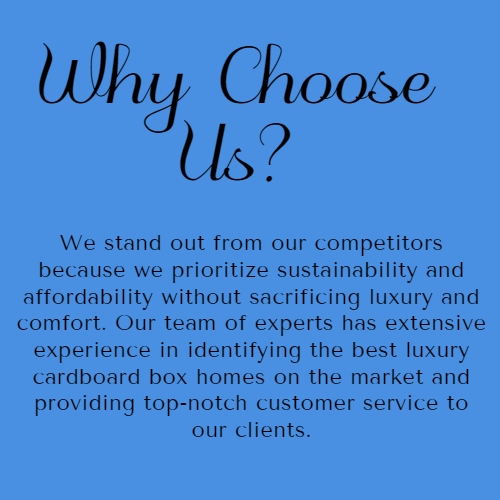 Why Choose
Us?
We stand out from our competitors
because we prioritize sustainability and
affordability without sacrificing luxury and
comfort. Our team of experts has extensive
experience in identifying the best luxury
cardboard box homes on the market and
providing top-notch customer service to
our clients.